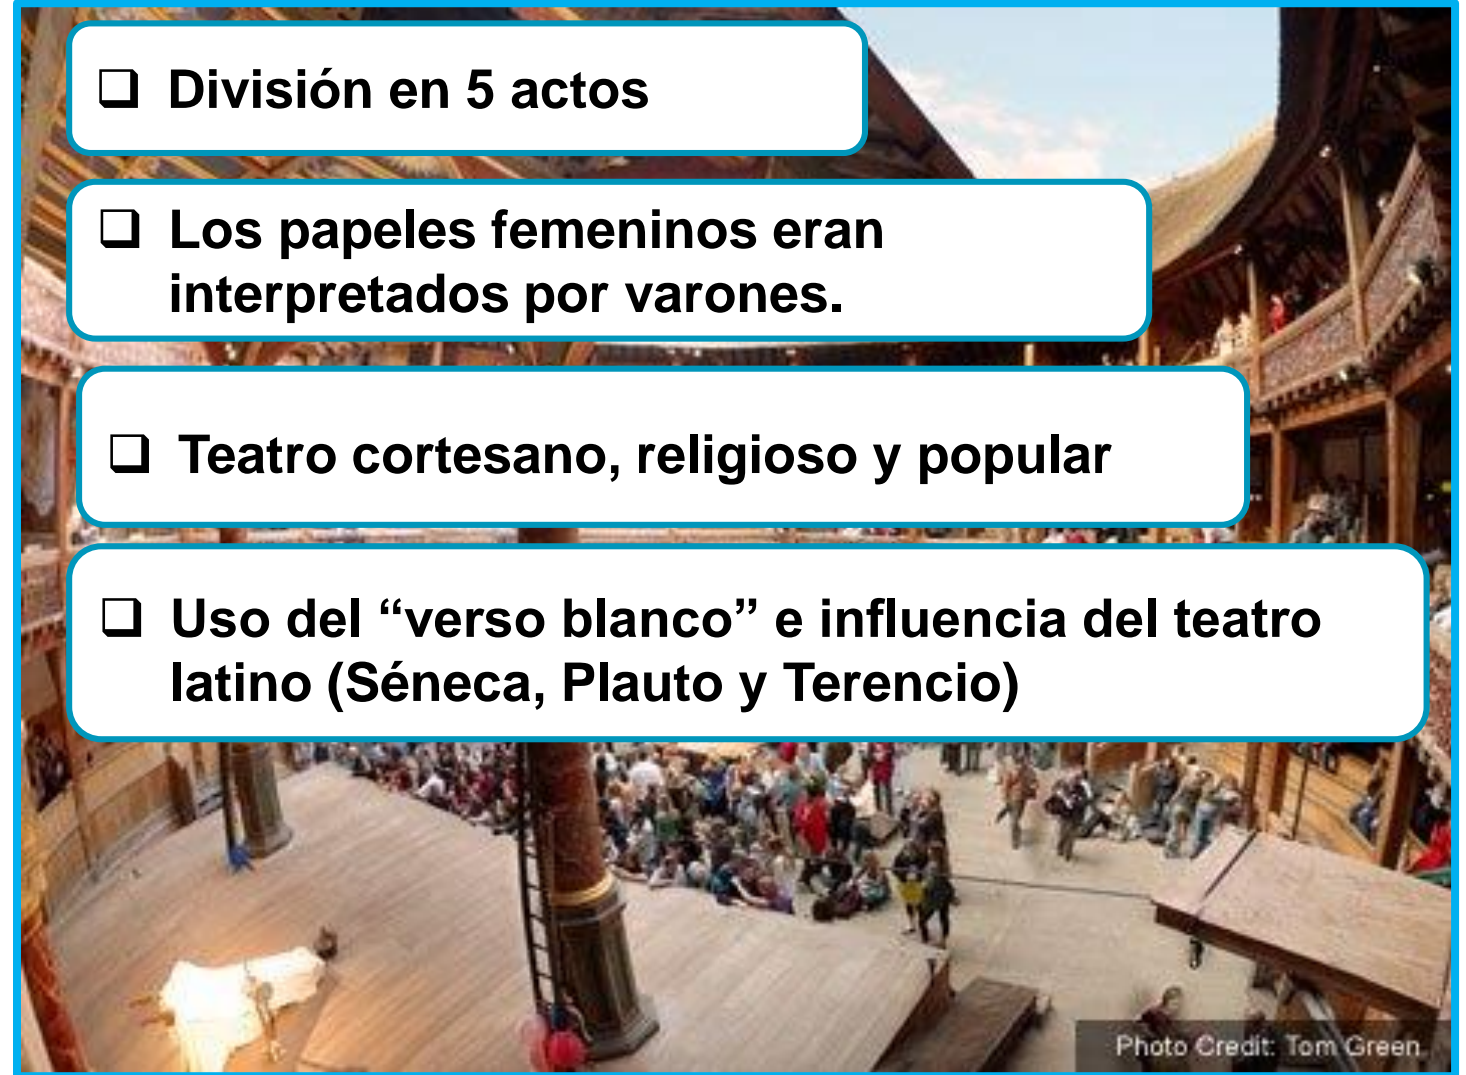 ❑ División en 5 actos
❑ Los papeles femeninos eran
interpretados por varones.
❑ Teatro cortesano, religioso y popular
❑ Uso del “verso blanco” e influencia del teatro
latino (Séneca, Plauto y Terencio)
Photo Credit: Tom Green